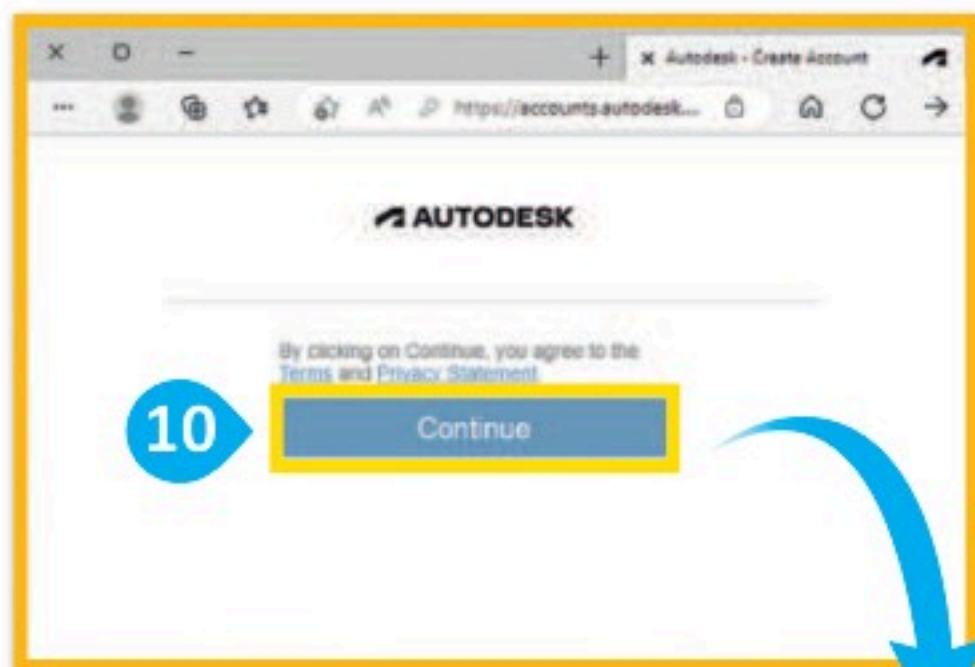 Autodesk - Create Account
https://accounts.autodesk....
AUTODESK
By clicking on Continue, you agree to the
Terms and Privacy Statement
10
Continue